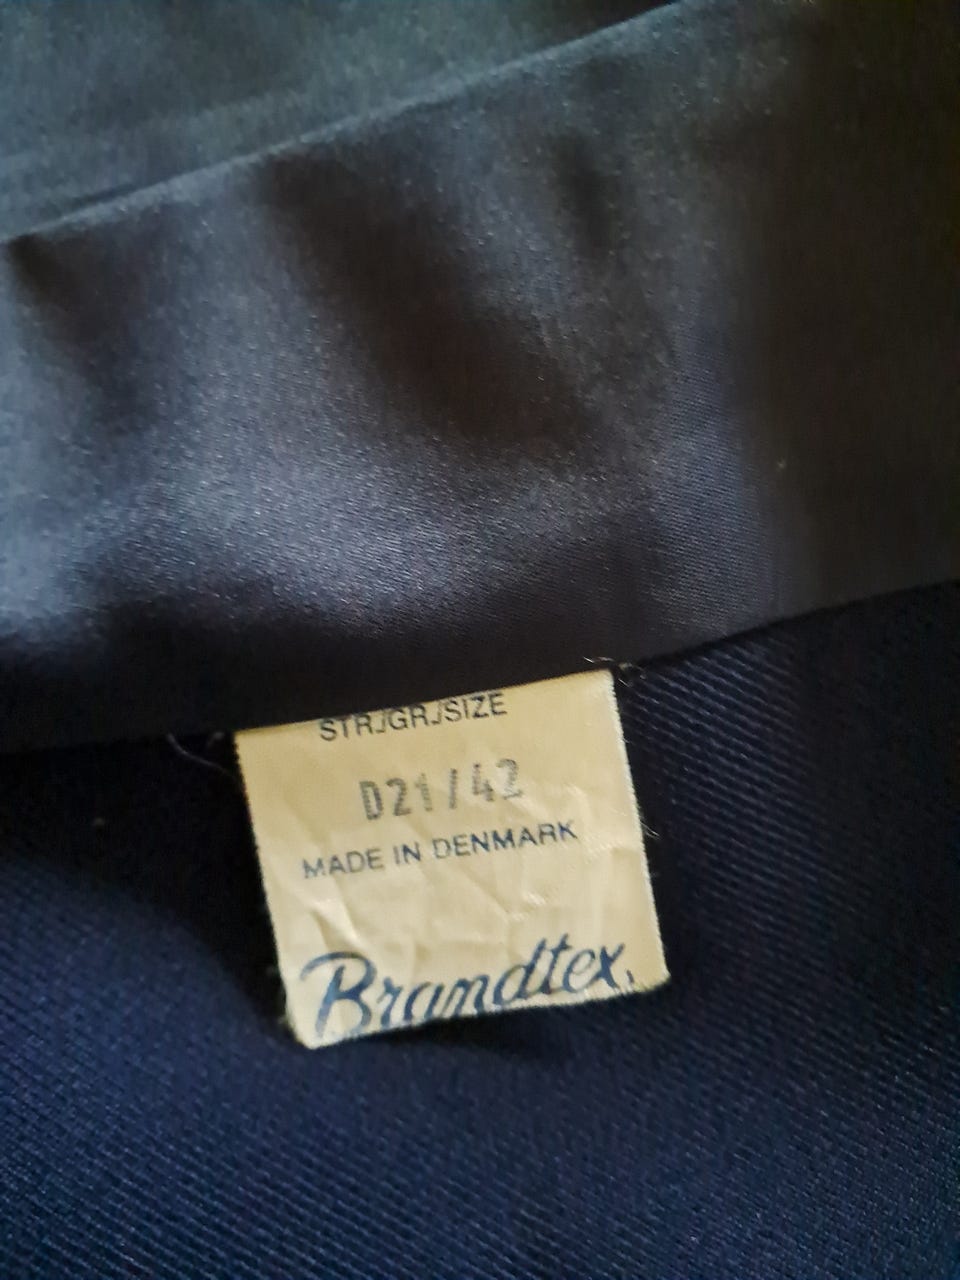 STR./GR./SIZE
D21/42
MADE IN DENMARK
Brandtex.